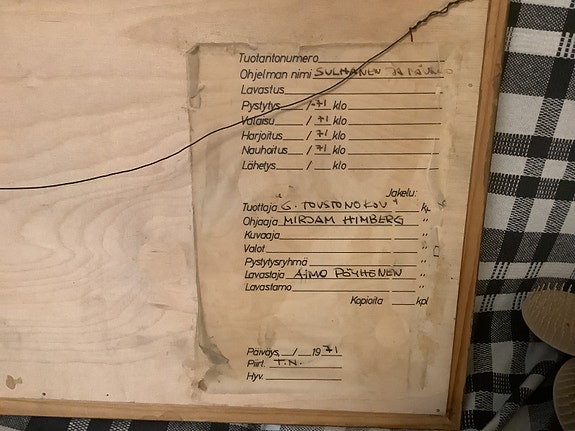 Tuotantonumero
Ohjelman nimi SULHANEN JA
Lavastus
Pystytys / -71 klo
Valaisu / 71 klo
Harjoitus / 71 klo
Nauhoitus / 71 klo
Lähetys / klo
Jakelu:
Tuottaja "G. TOVSTONOKOV" kpl
Ohjaaja MIRJAM HIMBERG "
Kuvaaja "
Valot "
Pystytysryhmä "
Lavastaja AIMO PÖYHÖNEN "
Lavastamo "
Kopioita kpl
Päiväys / 1971
Piirt. T.N.
Hyv.